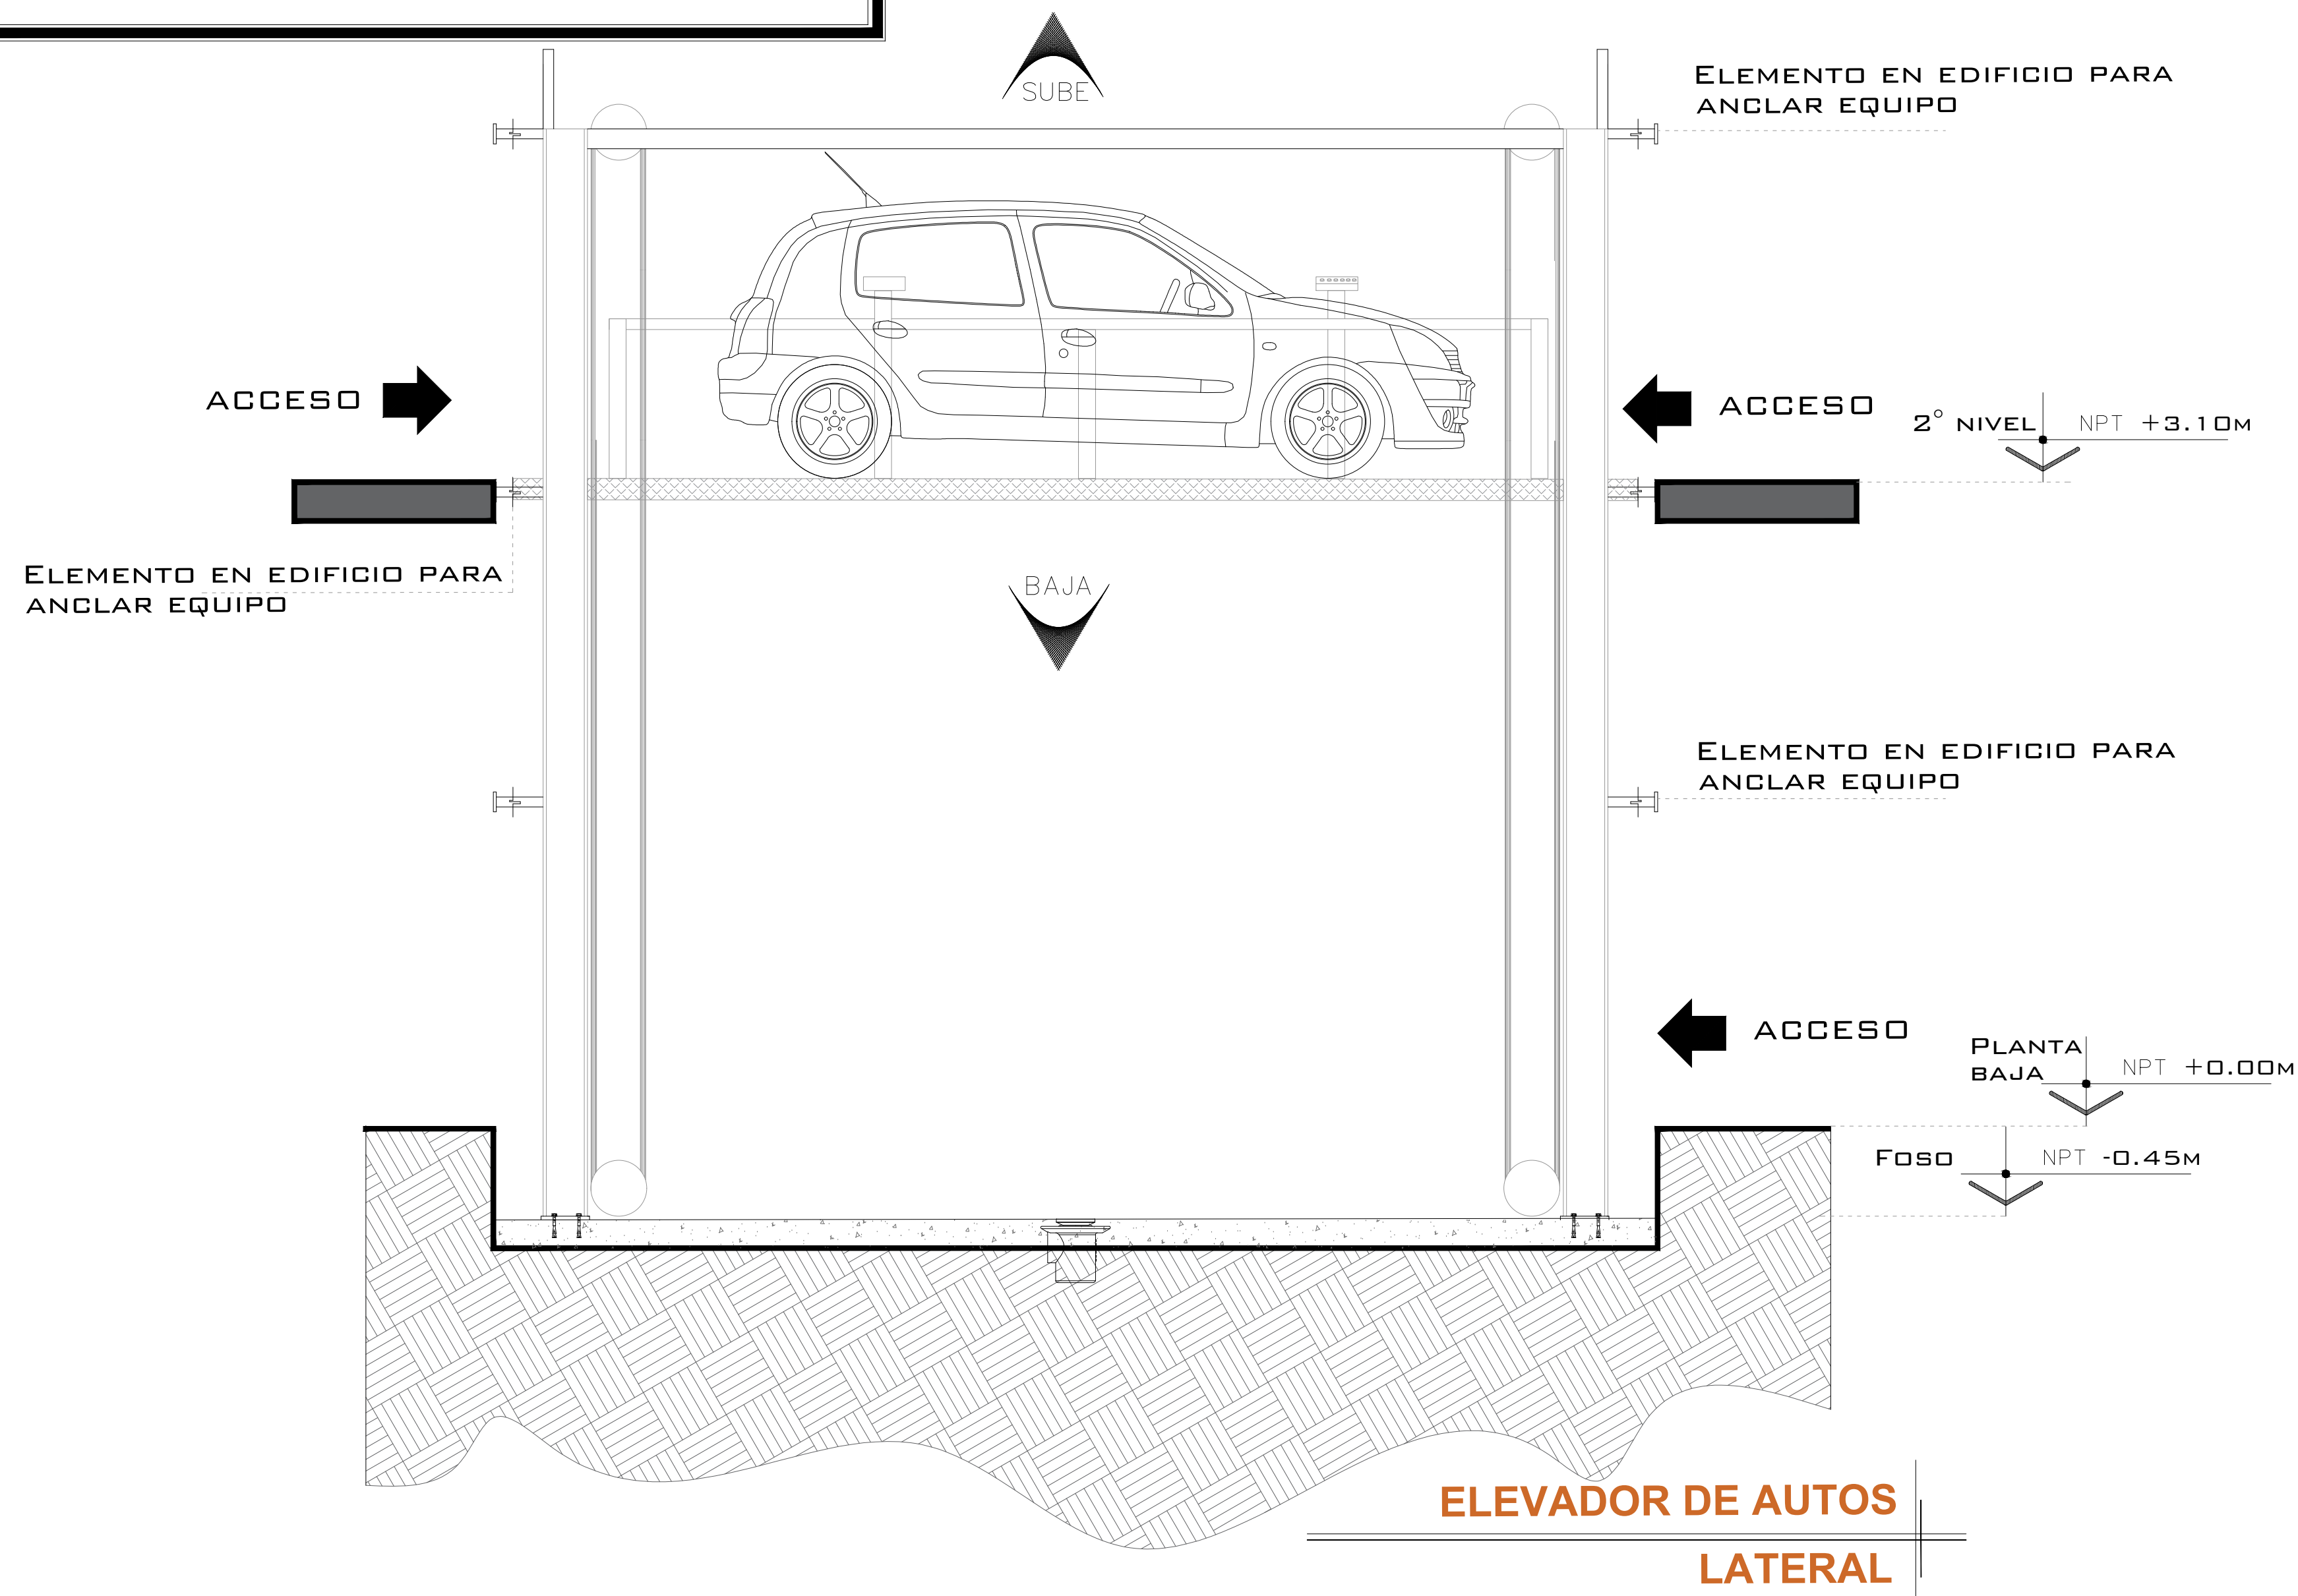 SUBE
ELEMENTO EN EDIFICIO PARA
ANCLAR EQUIPO
ACCESO
ACCESO
2° NIVEL NPT +3.10M
ELEMENTO EN EDIFICIO PARA
ANCLAR EQUIPO
BAJA
ELEMENTO EN EDIFICIO PARA
ANCLAR EQUIPO
ACCESO
PLANTA
BAJA
NPT +0.00M
FOSO NPT -0.45M
ELEVADOR DE AUTOS
LATERAL